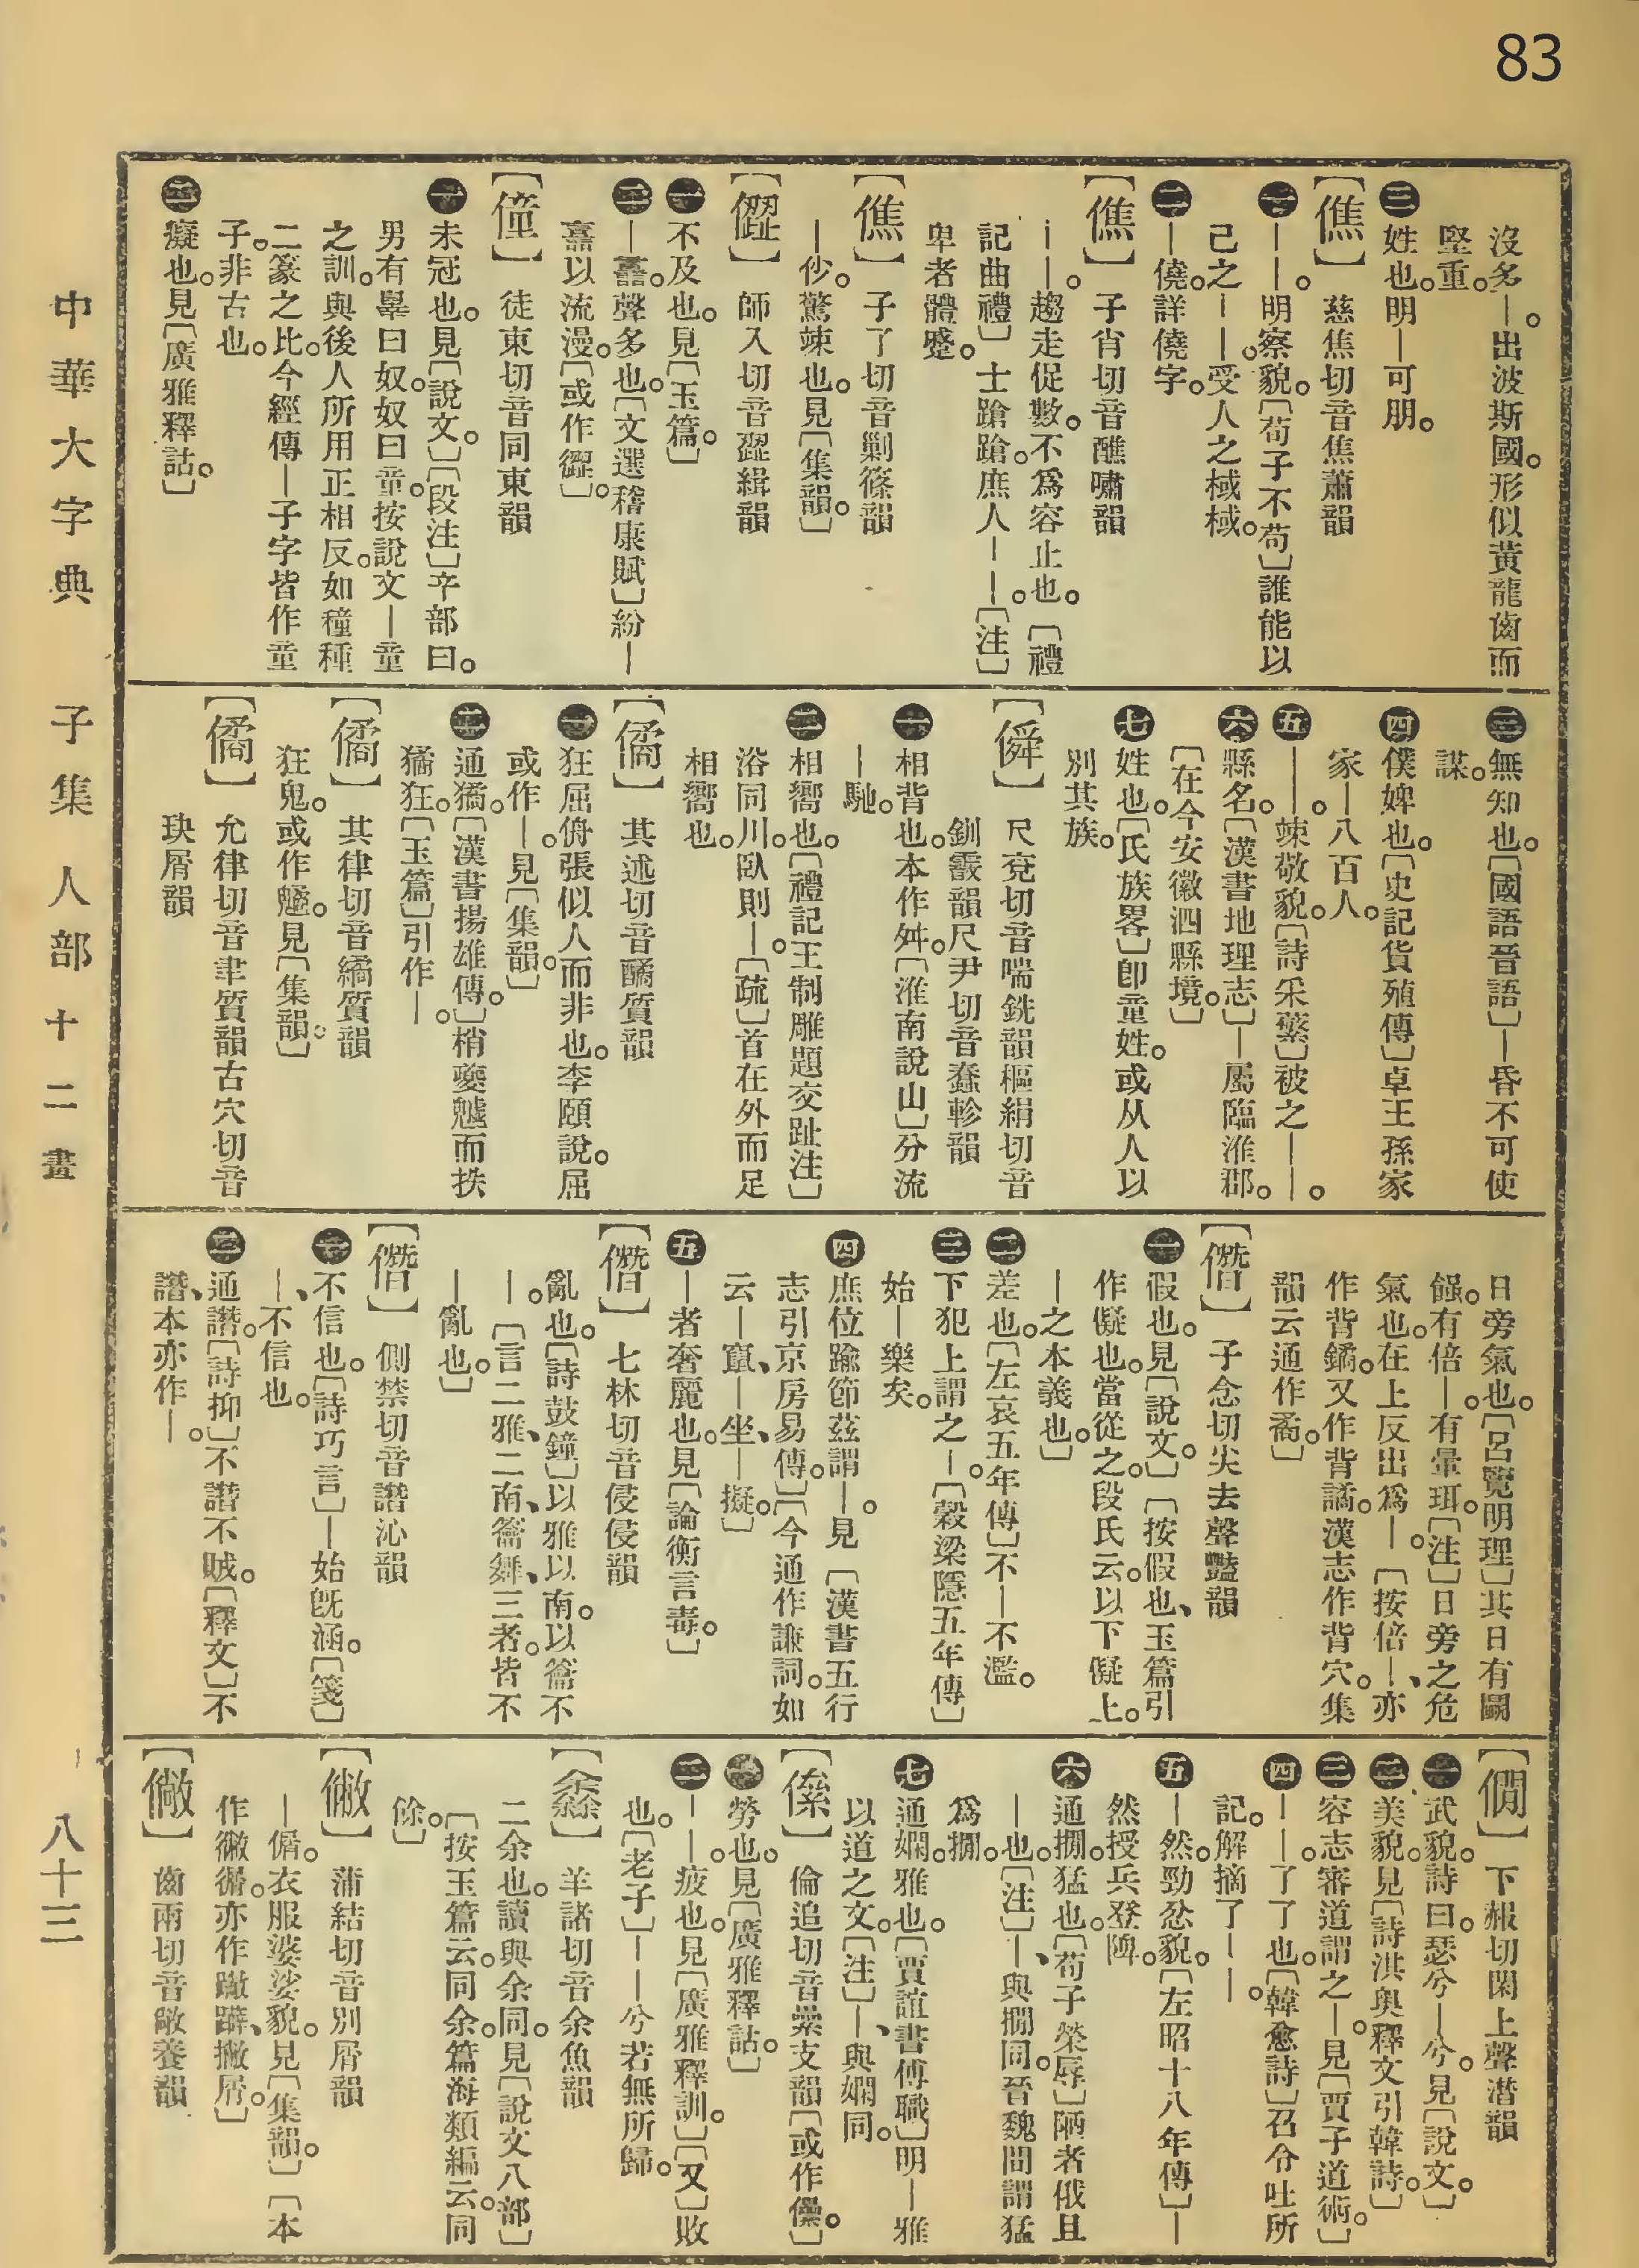 83
沒多｜。出波斯國。形似黃龍齒而
堅重。
三 姓也。明｜可朋。
〔僬〕 慈焦切音焦蕭韻
一 ｜｜。明察貌。〔荀子不苟〕誰能以
己之｜｜。受人之棫棫。
二 ｜僥。詳僥字。
〔僬〕 子肖切音醮嘯韻
｜｜。趨走促數。不爲容止也。〔禮
記曲禮〕士蹌蹌。庶人｜｜。〔注〕
卑者體蹙。
〔僬〕 子了切音剿篠韻
｜仯。驚竦也。見〔集韻。〕
〔𠎷〕 師入切音澀緝韻
一 不及也。見〔玉篇。〕
二 ｜譶。聲多也。〔文選嵇康賦〕紛｜
譶以流漫。〔或作澀。〕
〔僮〕 徒東切音同東韻
一 未冠也。見〔說文。〕〔段注〕䇂部曰。
男有辠曰奴。奴曰童。按說文｜童
之訓。與後人所用正相反。如穜種
二篆之比。今經傳｜子字皆作童
子。非古也。
二 癡也。見〔廣雅釋詁。〕
三 無知也。〔國語晉語〕｜昏不可使
謀。
四 僕婢也。〔史記貨殖傳〕卓王孫家
家｜八百人。
五 ｜｜。竦敬貌。〔詩采蘩〕被之｜｜。
六 縣名。〔漢書地理志〕｜屬臨淮郡。
〔在今安徽泗縣境。〕
七 姓也。〔氏族畧〕卽童姓。或从人以
別其族。
〔僢〕 尺兗切音喘銑韻樞絹切音
釧霰韻尺尹切音蠢軫韻
一 相背也。本作舛。〔淮南說山〕分流
｜馳。
二 相嚮也。〔禮記王制雕題交趾注〕
浴同川。臥則｜。〔疏〕首在外而足
相嚮也。
〔僪〕 其述切音䤎質韻
一 狂屈侜張似人而非也。李頤說。屈
或作｜。見〔集韻。〕
二 通獝。〔漢書揚雄傳。〕梢夔魖而抶
獝狂。〔玉篇〕引作｜。
〔僪〕 其律切音繘質韻
狂鬼。或作魊。見〔集韻。〕
〔僪〕 允律切音聿質韻古穴切音
玦屑韻
日旁氣也。〔呂覽明理〕其日有鬭
餽。有倍｜有暈珥。〔注〕日旁之危
氣也。在上反出爲｜。〔按倍｜、亦
作背鐍。又作背譎。漢志作背穴。集
韻云通作矞。〕
〔僭〕 子念切尖去聲豔韻
一 假也。見〔說文。〕〔按假也、玉篇引
作儗也。當從之。段氏云。以下儗上。
｜之本義也。〕
二 差也。〔左哀五年傳〕不｜不濫。
三 下犯上謂之｜。〔穀梁隱五年傳〕
始｜樂矣。
四 庶位踰節茲謂｜。見〔漢書五行
志引京房易傳。〕〔今通作謙詞。如
云｜竄、｜坐、｜擬。〕
五 ｜者奢麗也。見〔論衡言毒。〕
〔僭〕 七林切音侵侵韻
亂也。〔詩鼓鐘〕以雅以南。以籥不
｜。〔言二雅、二南、籥舞、三者。皆不
｜亂也。〕
〔僭〕 側禁切音譖沁韻
一 不信也。〔詩巧言〕｜始旣涵。〔箋〕
｜、不信也。
二 通譖。〔詩抑〕不譖不賊。〔釋文〕不
譖、本亦作｜。
〔僩〕 下赧切閑上聲潸韻
一 武貌。詩曰。瑟兮｜兮。見〔說文。〕
二 美貌。見〔詩淇奧釋文引韓詩。〕
三 容志審道謂之｜。見〔賈子道術。〕
四 ｜｜。了了也。〔韓愈詩〕召令吐所
記。解摘了｜｜。
五 ｜然。勁忿貌。〔左昭十八年傳〕｜
然授兵登陴。
六 通撊。猛也。〔荀子榮辱〕陋者俄且
｜也。〔注〕｜、與撊同。晉魏間謂猛
爲撊。
七 通嫻。雅也。〔賈誼書傅職〕明｜雅
以道之文。〔注〕｜、與嫻同。
〔傫〕 倫追切音纍支韻〔或作儽。〕
一 勞也。見〔廣雅釋詁。〕
二 ｜｜。疲也。見〔廣雅釋訓。〕〔又〕敗
也。〔老子〕｜｜兮若無所歸。
〔𠎳〕 羊諸切音余魚韻
二余也。讀與余同。見〔說文八部〕
〔按玉篇云。同余。篇海類編云。同
餘。〕
〔㒆〕 蒲結切音別屑韻
｜㣯。衣服婆娑貌。見〔集韻。〕〔本
作徶㣯。亦作蹩躠、撇屑。〕
〔僘〕 齒兩切音敞養韻
中華大字典 子集 人部 十二畫
八十三